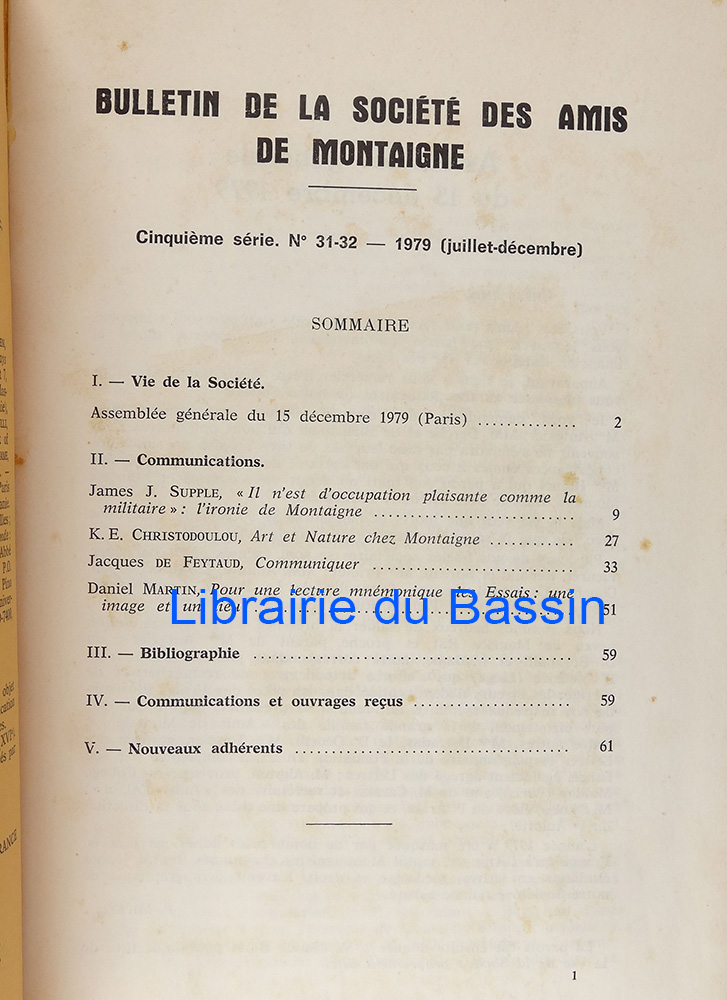 BULLETIN DE LA SOCIÉTÉ DES AMIS
DE MONTAIGNE
Cinquième série. N° 31-32 — 1979 (juillet-décembre)
SOMMAIRE
I. — Vie de la Société.
Assemblée générale du 15 décembre 1979 (Paris) .............. 2
II. — Communications.
James J. SUPPLE, « Il n'est d'occupation plaisante comme la
militaire » : l'ironie de Montaigne ............................ 9
K. E. CHRISTODOULOU, Art et Nature chez Montaigne ............ 27
Jacques DE FEYTAUD, Communiquer ............................ 33
Daniel MARTIN, Pour une lecture mnémonique des Essais : une
image et un lieu ............................ 51
Librairie du Bassin
III. — Bibliographie ............................ 59
IV. — Communications et ouvrages reçus ...................... 59
V. — Nouveaux adhérents ............................ 61
1